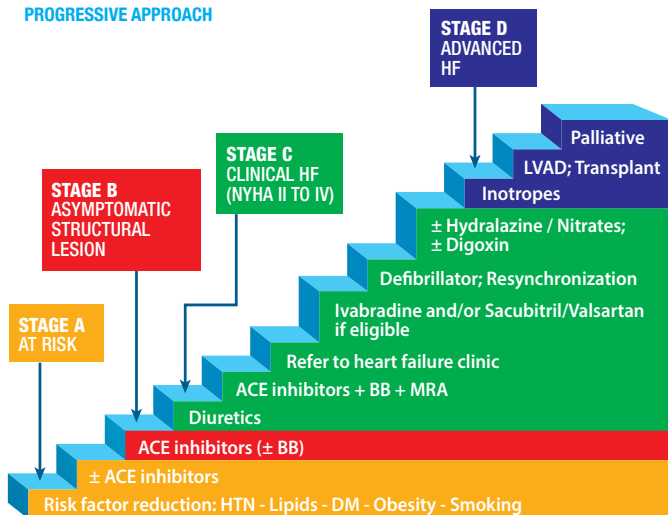 PROGRESSIVE APPROACH
STAGE D
ADVANCED
HF
STAGE C
CLINICAL HF
(NYHA II TO IV)
STAGE B
ASYMPTOMATIC
STRUCTURAL
LESION
STAGE A
AT RISK
Palliative
LVAD; Transplant
Inotropes
± Hydralazine / Nitrates;
± Digoxin
Defibrillator; Resynchronization
Ivabradine and/or Sacubitril/Valsartan
if eligible
Refer to heart failure clinic
ACE inhibitors + BB + MRA
Diuretics
ACE inhibitors (± BB)
± ACE inhibitors
Risk factor reduction: HTN - Lipids - DM - Obesity - Smoking